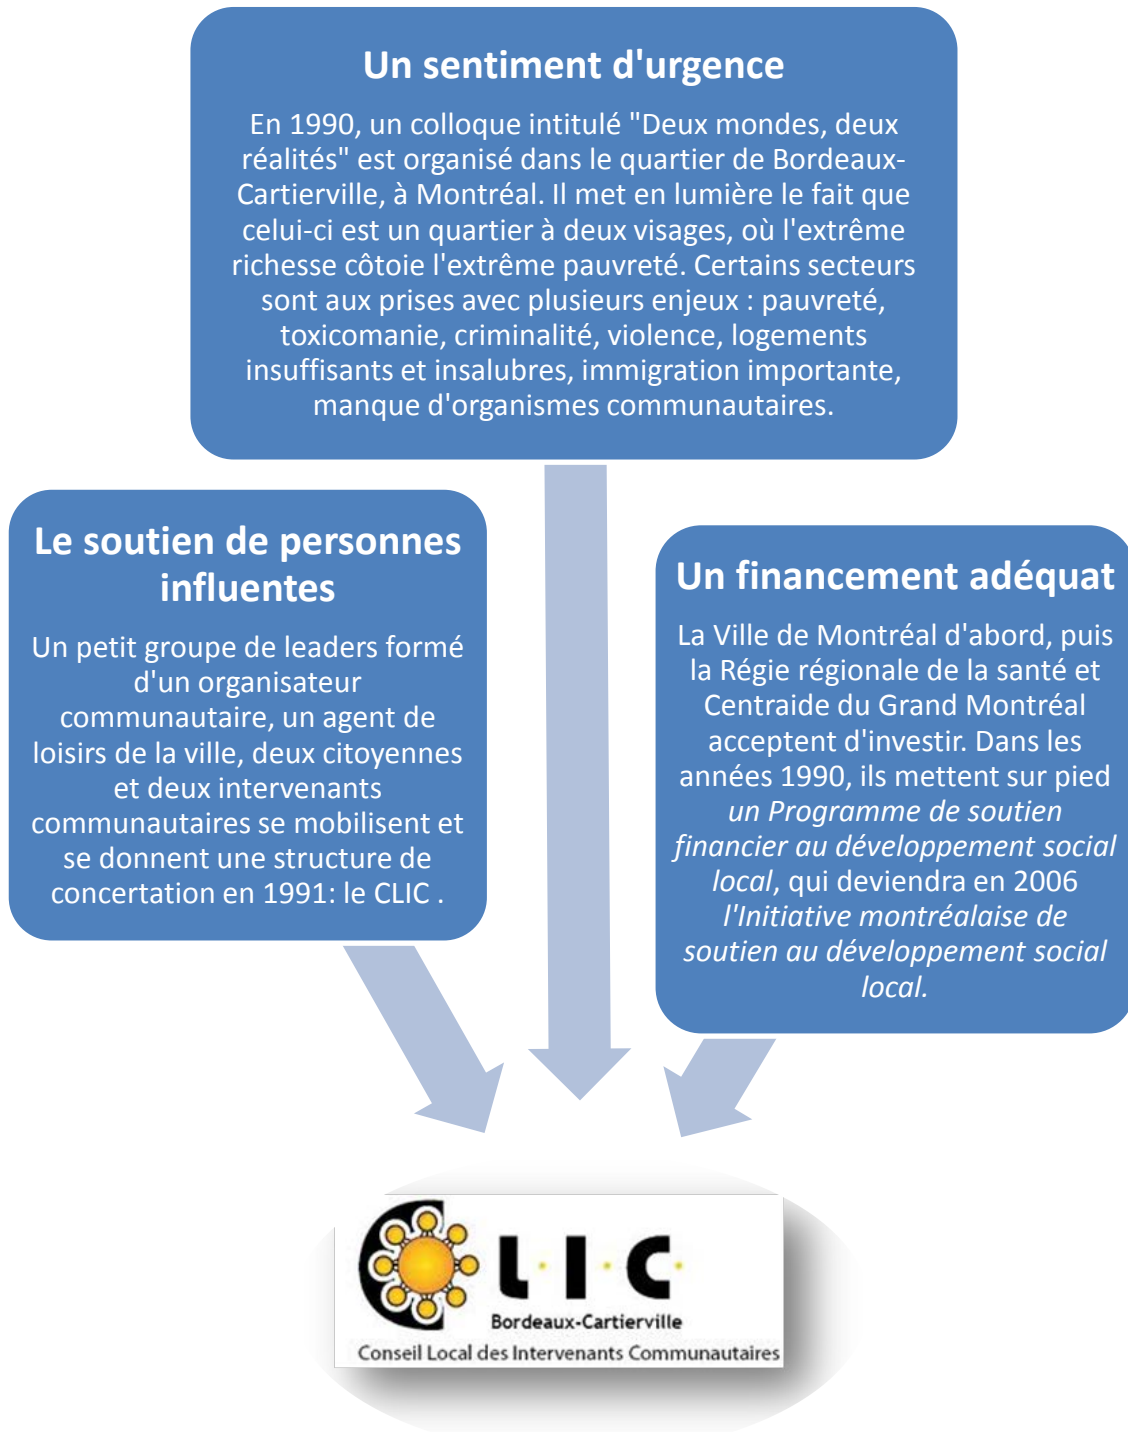 Un sentiment d'urgence
En 1990, un colloque intitulé "Deux mondes, deux
réalités" est organisé dans le quartier de Bordeaux-
Cartierville, à Montréal. Il met en lumière le fait que
celui-ci est un quartier à deux visages, où l'extrême
richesse côtoie l'extrême pauvreté. Certains secteurs
sont aux prises avec plusieurs enjeux : pauvreté,
toxicomanie, criminalité, violence, logements
insuffisants et insalubres, immigration importante,
manque d'organismes communautaires.
Le soutien de personnes
influentes
Un petit groupe de leaders formé
d'un organisateur
communautaire, un agent de
loisirs de la ville, deux citoyennes
et deux intervenants
communautaires se mobilisent et
se donnent une structure de
concertation en 1991: le CLIC .
Un financement adéquat
La Ville de Montréal d'abord, puis
la Régie régionale de la santé et
Centraide du Grand Montréal
acceptent d'investir. Dans les
années 1990, ils mettent sur pied
un Programme de soutien
financier au développement social
local, qui deviendra en 2006
l'Initiative montréalaise de
soutien au développement social
local.
C·L·I·C·
Bordeaux-Cartierville
Conseil Local des Intervenants Communautaires